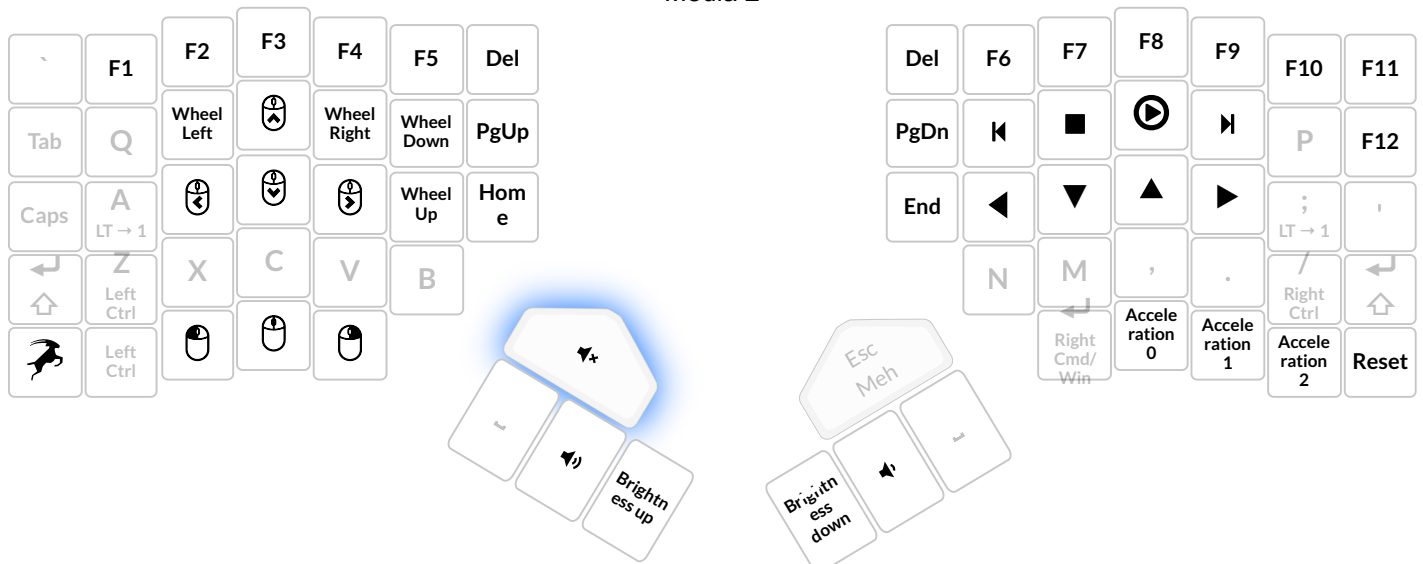 Media 2
`
F1
F2
F3
F4
F5
Del
Tab
Q
Wheel
Left
Wheel
Right
Wheel
Down
PgUp
Caps
A
LT → 1
Wheel
Up
Hom
e
Z
Left
Ctrl
X
C
V
B
Left
Ctrl
Brightn
ess up
Del
F6
F7
F8
F9
F10
F11
PgDn
P
F12
End
;
LT → 1
'
N
M
,
.
/
Right
Ctrl
Right
Cmd/
Win
Accele
ration
0
Accele
ration
1
Accele
ration
2
Reset
Esc
Meh
Brightn
ess
down